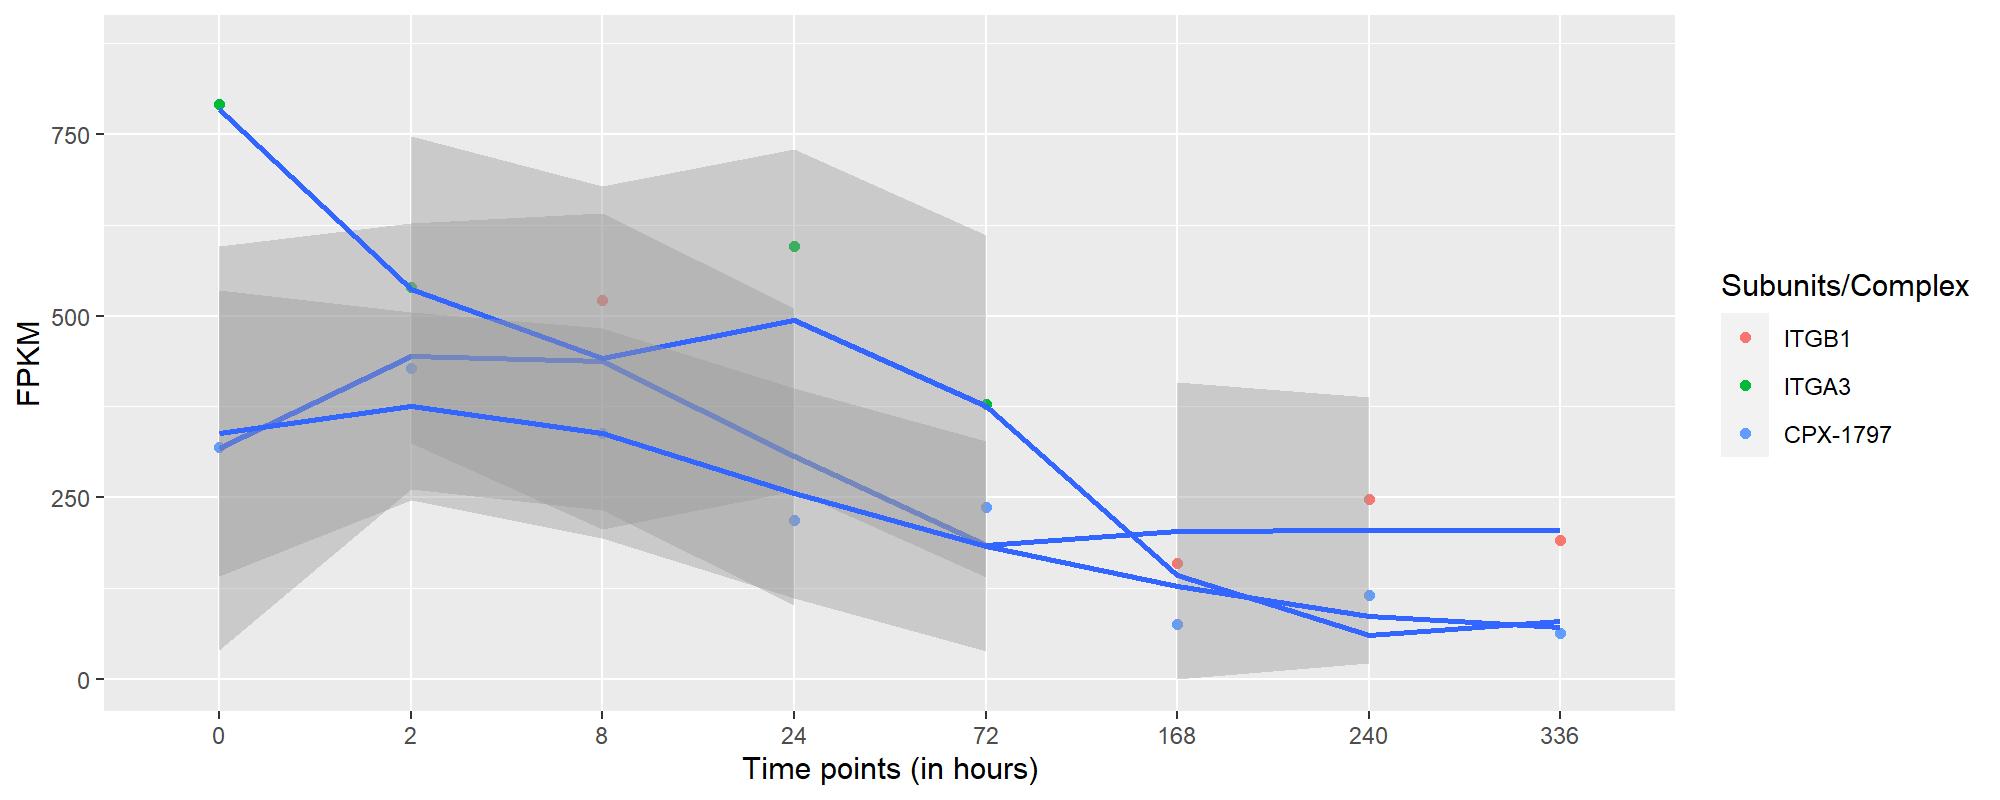 750
500
250
0
FPKM
0 2 8 24 72 168 240 336
Time points (in hours)
Subunits/Complex
ITGB1
ITGA3
CPX-1797